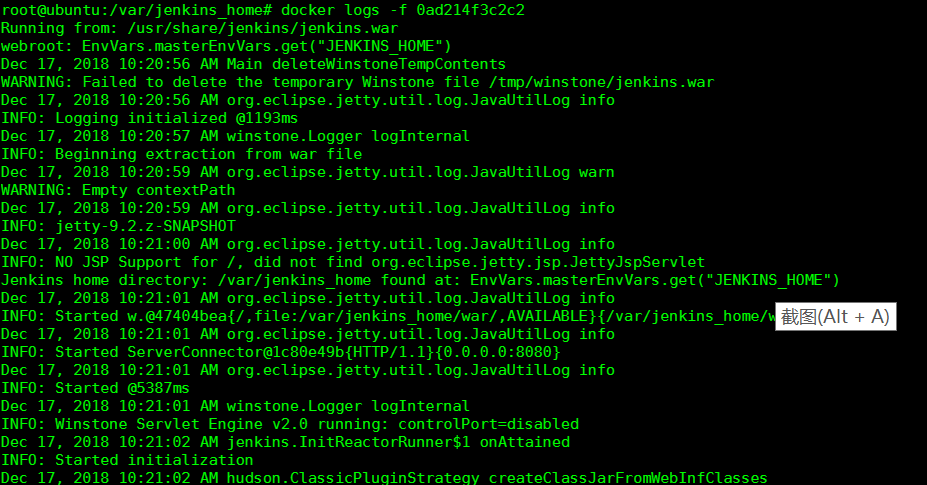 root@ubuntu:/var/jenkins_home# docker logs -f 0ad214f3c2c2
Running from: /usr/share/jenkins/jenkins.war
webroot: EnvVars.masterEnvVars.get("JENKINS_HOME")
Dec 17, 2018 10:20:56 AM Main deleteWinstoneTempContents
WARNING: Failed to delete the temporary Winstone file /tmp/winstone/jenkins.war
Dec 17, 2018 10:20:56 AM org.eclipse.jetty.util.log.JavaUtilLog info
INFO: Logging initialized @1193ms
Dec 17, 2018 10:20:57 AM winstone.Logger logInternal
INFO: Beginning extraction from war file
Dec 17, 2018 10:20:59 AM org.eclipse.jetty.util.log.JavaUtilLog warn
WARNING: Empty contextPath
Dec 17, 2018 10:20:59 AM org.eclipse.jetty.util.log.JavaUtilLog info
INFO: jetty-9.2.z-SNAPSHOT
Dec 17, 2018 10:21:00 AM org.eclipse.jetty.util.log.JavaUtilLog info
INFO: NO JSP Support for /, did not find org.eclipse.jetty.jsp.JettyJspServlet
Jenkins home directory: /var/jenkins_home found at: EnvVars.masterEnvVars.get("JENKINS_HOME")
Dec 17, 2018 10:21:01 AM org.eclipse.jetty.util.log.JavaUtilLog info
INFO: Started w.@47404bea{/,file:/var/jenkins_home/war/,AVAILABLE}{/var/jenkins_home/w
截图(Alt + A)
Dec 17, 2018 10:21:01 AM org.eclipse.jetty.util.log.JavaUtilLog info
INFO: Started ServerConnector@1c80e49b{HTTP/1.1}{0.0.0.0:8080}
Dec 17, 2018 10:21:01 AM org.eclipse.jetty.util.log.JavaUtilLog info
INFO: Started @5387ms
Dec 17, 2018 10:21:01 AM winstone.Logger logInternal
INFO: Winstone Servlet Engine v2.0 running: controlPort=disabled
Dec 17, 2018 10:21:02 AM jenkins.InitReactorRunner$1 onAttained
INFO: Started initialization
Dec 17, 2018 10:21:02 AM hudson.ClassicPluginStrategy createClassJarFromWebInfClasses